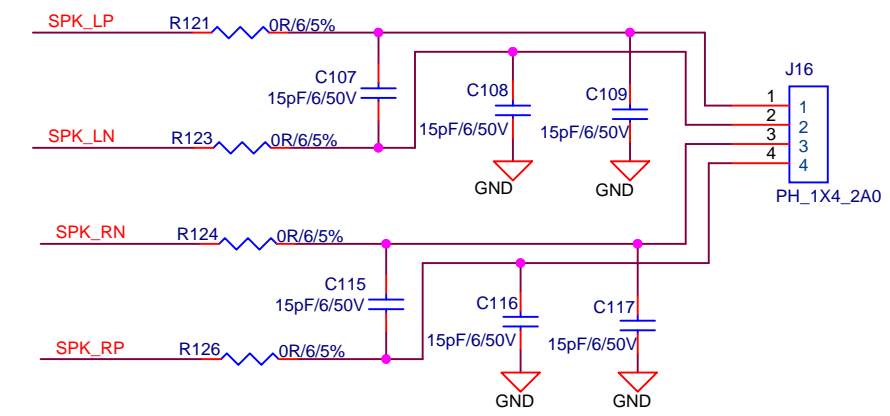 SPK_LP
R121
0R/6/5%
C107
15pF/6/50V
C108
15pF/6/50V
C109
15pF/6/50V
J16
1
1
2
2
3
3
4
4
PH_1X4_2A0
SPK_LN
R123
0R/6/5%
GND
GND
SPK_RN
R124
0R/6/5%
C115
15pF/6/50V
C116
15pF/6/50V
C117
15pF/6/50V
SPK_RP
R126
0R/6/5%
GND
GND